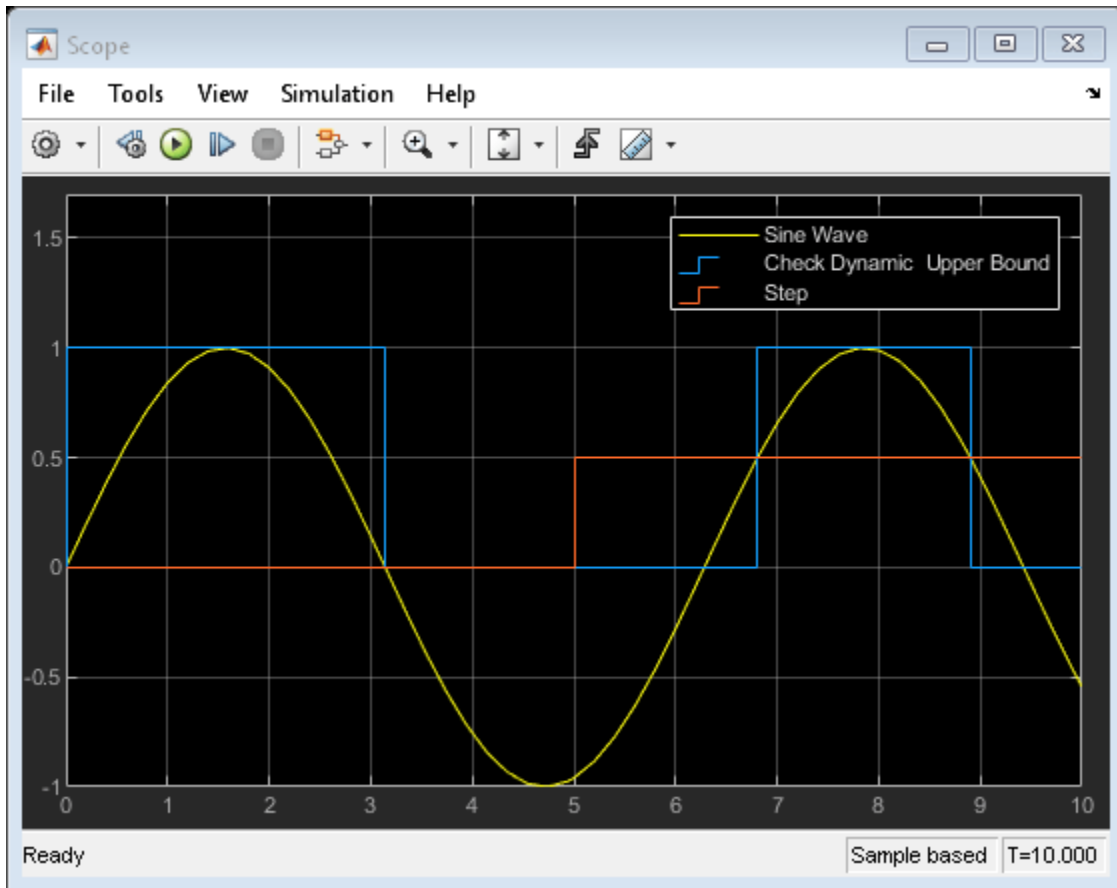 Scope
File Tools View Simulation Help
Sine Wave
Check Dynamic  Upper Bound
Step
1.5
1
0.5
0
-0.5
-1
0 1 2 3 4 5 6 7 8 9 10
Ready Sample based T=10.000